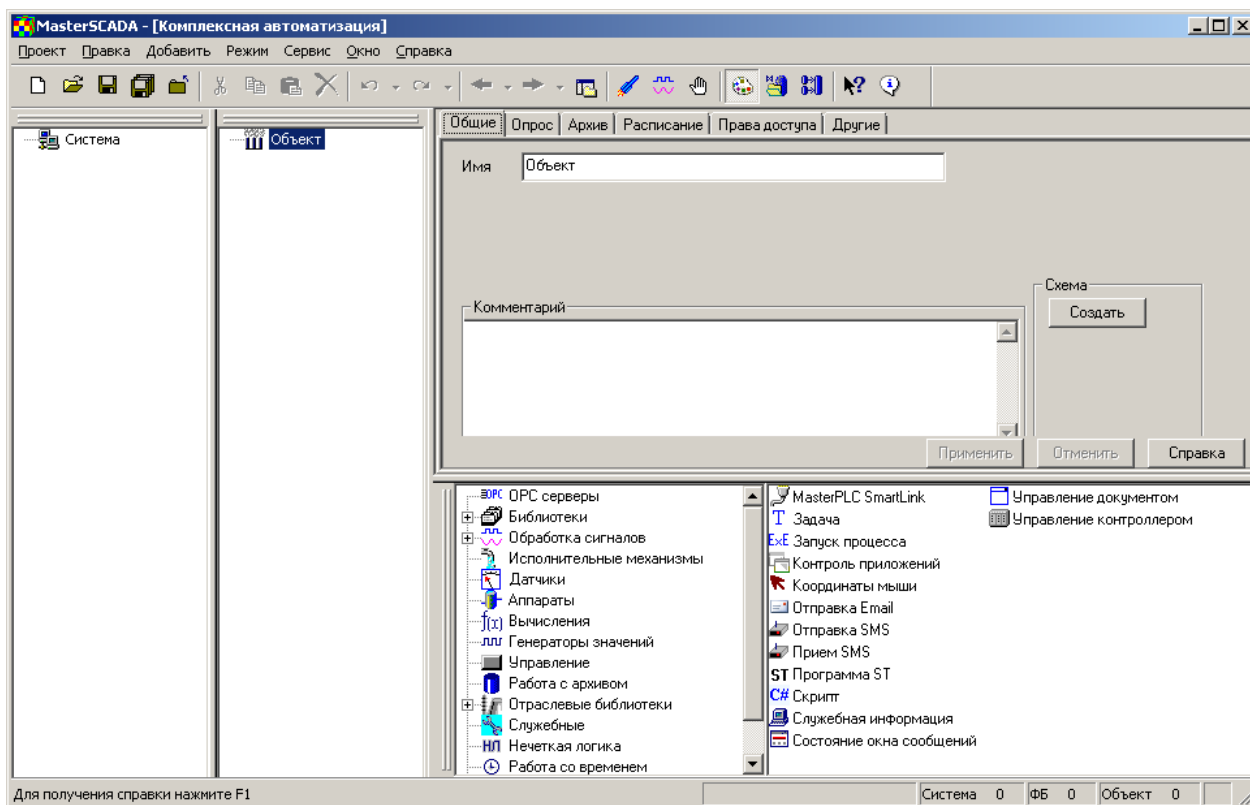 MasterSCADA - [Комплексная автоматизация]
Проект Правка Добавить Режим Сервис Окно Справка
Система
Объект
Общие Опрос Архив Расписание Права доступа Другие
Имя Объект
Схема
Создать
Комментарий
Применить Отменить Справка
OPC OPC серверы
Библиотеки
Обработка сигналов
Исполнительные механизмы
Датчики
Аппараты
f(x) Вычисления
Генераторы значений
Управление
Работа с архивом
Отраслевые библиотеки
Служебные
НЛ Нечеткая логика
Работа со временем
MasterPLC SmartLink
T Задача
ExE Запуск процесса
Контроль приложений
Координаты мыши
Отправка Email
Отправка SMS
Прием SMS
ST Программа ST
C# Скрипт
Служебная информация
Состояние окна сообщений
Управление документом
Управление контроллером
Для получения справки нажмите F1
Система 0 ФБ 0 Объект 0